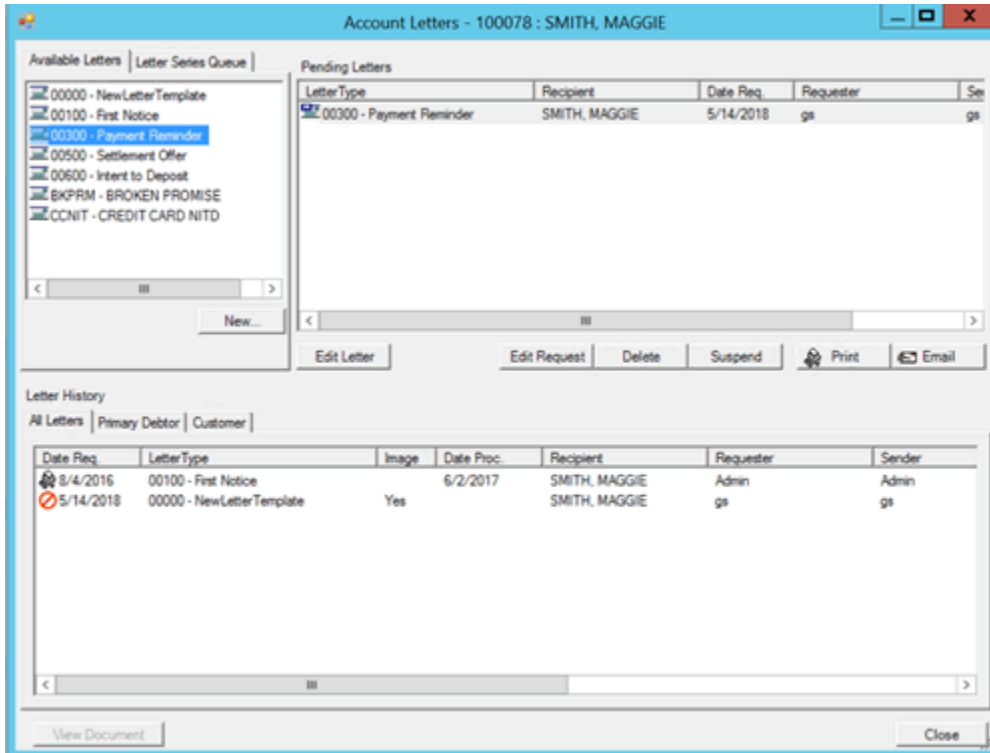 Account Letters - 100078 : SMITH, MAGGIE
Available Letters Letter Series Queue
00000 - NewLetterTemplate
00100 - First Notice
00300 - Payment Reminder
00500 - Settlement Offer
00600 - Intent to Deposit
BKPRM - BROKEN PROMISE
CCNIT - CREDIT CARD NITD
New...
Pending Letters
LetterType Recipient Date Req. Requester Se
00300 - Payment Reminder SMITH, MAGGIE 5/14/2018 gs gs
Edit Letter Edit Request Delete Suspend Print Email
Letter History
All Letters Primary Debtor Customer
Date Req. LetterType Image Date Proc. Recipient Requester Sender
8/4/2016 00100 - First Notice 6/2/2017 SMITH, MAGGIE Admin Admin
5/14/2018 00000 - NewLetterTemplate Yes SMITH, MAGGIE gs gs
View Document Close